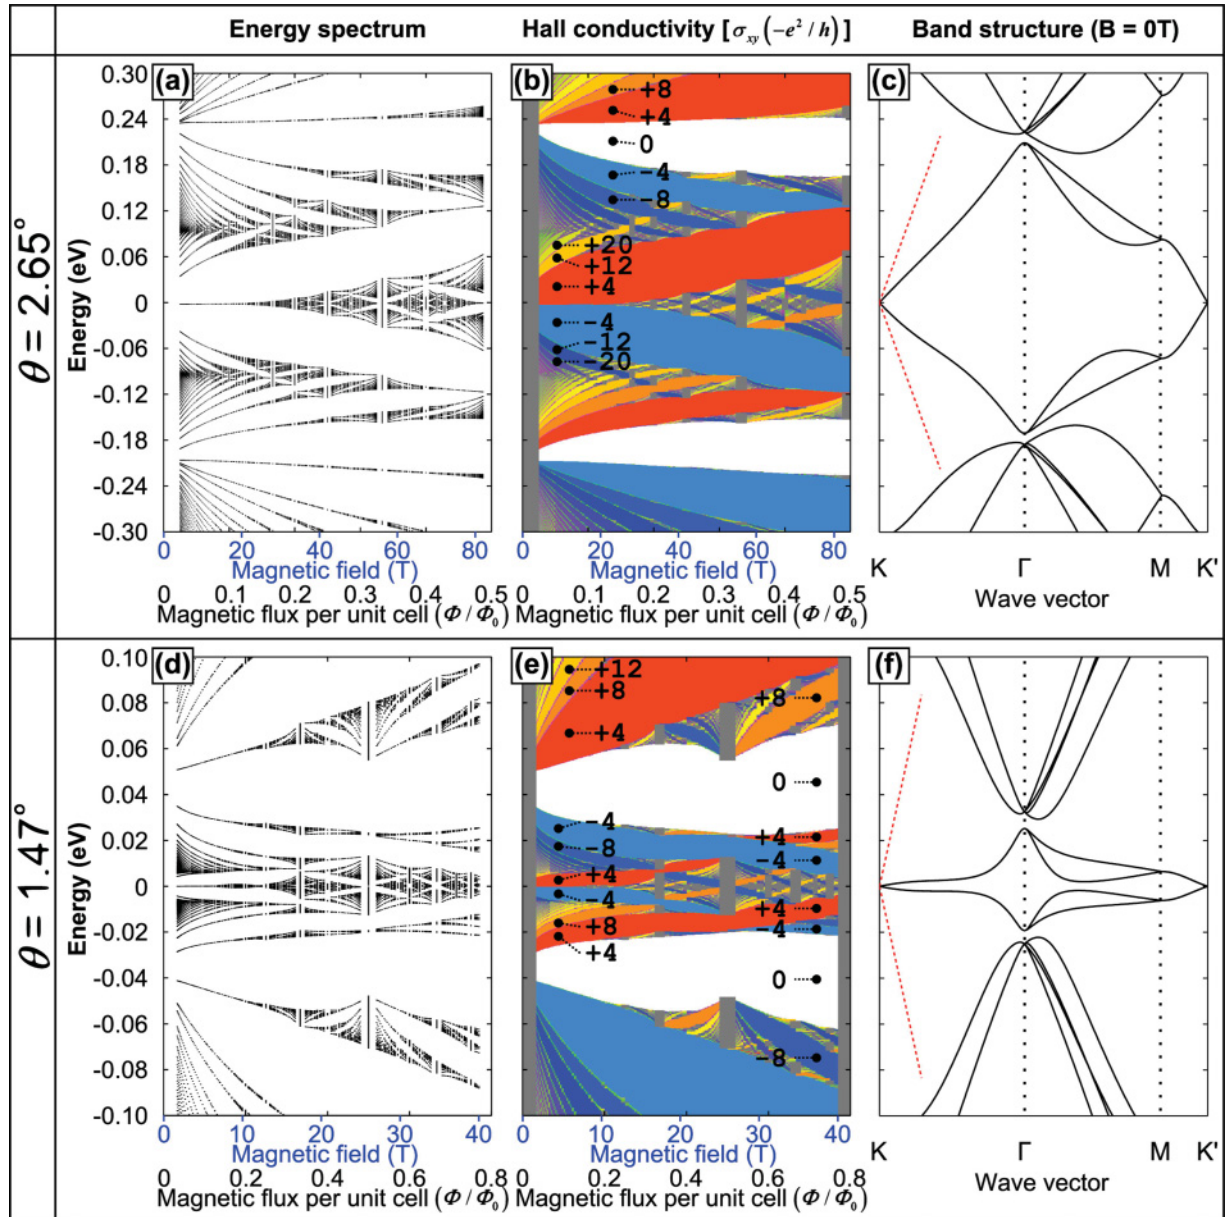 Energy spectrum
Hall conductivity [σxy(-e²/h)]
Band structure (B = 0T)
θ = 2.65°
(a)
Energy (eV)
0.30
0.24
0.18
0.12
0.06
0
-0.06
-0.12
-0.18
-0.24
-0.30
0 20 40 60 80
Magnetic field (T)
0 0.1 0.2 0.3 0.4 0.5
Magnetic flux per unit cell (Φ/Φ₀)
(b)
+8
+4
0
-4
-8
+20
+12
+4
-4
-12
-20
0 20 40 60 80
Magnetic field (T)
0 0.1 0.2 0.3 0.4 0.5
Magnetic flux per unit cell (Φ/Φ₀)
(c)
K Γ M K'
Wave vector
θ = 1.47°
(d)
Energy (eV)
0.10
0.08
0.06
0.04
0.02
0
-0.02
-0.04
-0.06
-0.08
-0.10
0 10 20 30 40
Magnetic field (T)
0 0.2 0.4 0.6 0.8
Magnetic flux per unit cell (Φ/Φ₀)
(e)
+12
+8
+4
-4
-8
+4
-4
+8
+4
+8
0
+4
-4
+4
-4
0
-8
0 10 20 30 40
Magnetic field (T)
0 0.2 0.4 0.6 0.8
Magnetic flux per unit cell (Φ/Φ₀)
(f)
K Γ M K'
Wave vector